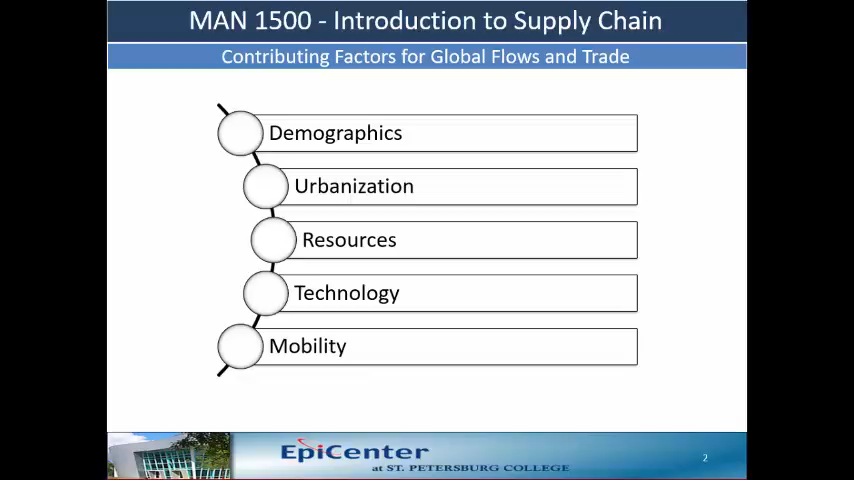 MAN 1500 - Introduction to Supply Chain
Contributing Factors for Global Flows and Trade
Demographics
Urbanization
Resources
Technology
Mobility
EpiCenter
at ST. PETERSBURG COLLEGE
2